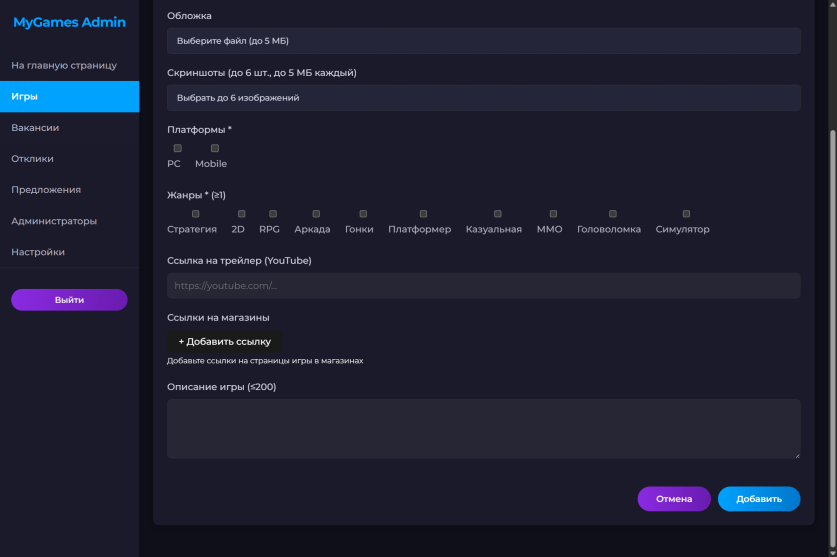 MyGames Admin
На главную страницу
Игры
Вакансии
Отклики
Предложения
Администраторы
Настройки
Выйти
Обложка
Выберите файл (до 5 МБ)
Скриншоты (до 6 шт., до 5 МБ каждый)
Выбрать до 6 изображений
Платформы *
PC Mobile
Жанры * (≥1)
Стратегия 2D RPG Аркада Гонки Платформер Казуальная ММО Головоломка Симулятор
Ссылка на трейлер (YouTube)
https://youtube.com/...
Ссылки на магазины
+ Добавить ссылку
Добавьте ссылки на страницы игры в магазинах
Описание игры (≤200)
Отмена Добавить